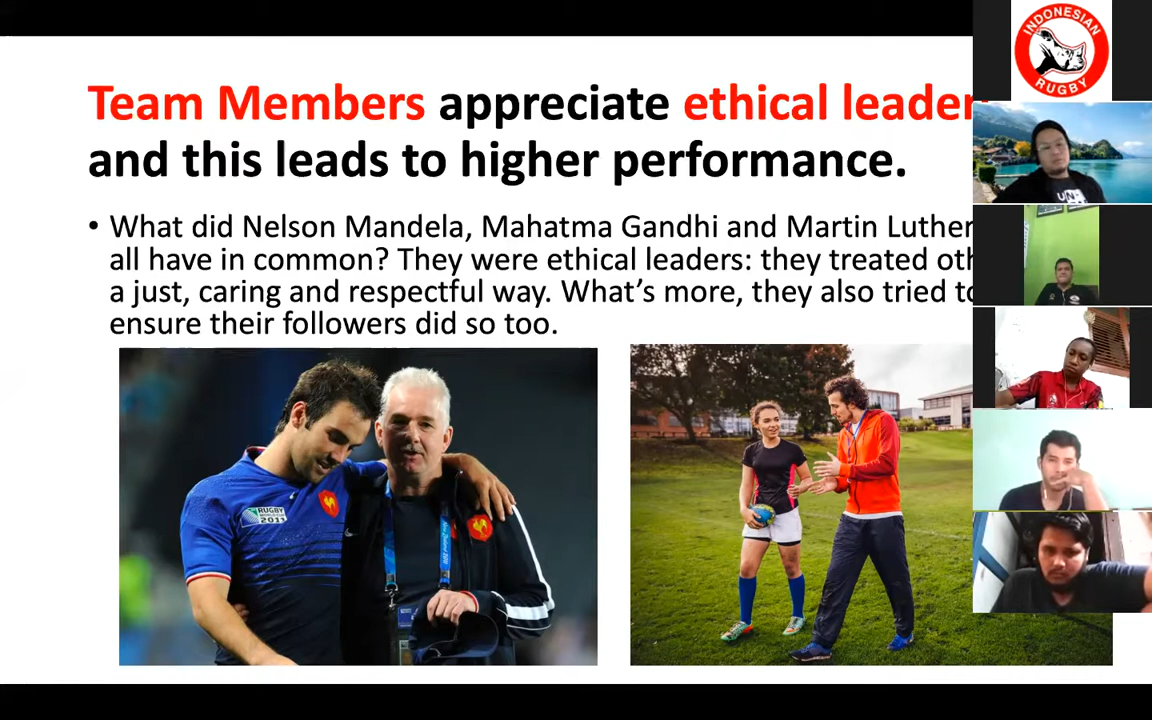 Team Members appreciate ethical leader
and this leads to higher performance.
• What did Nelson Mandela, Mahatma Gandhi and Martin Luther
all have in common? They were ethical leaders: they treated oth
a just, caring and respectful way. What’s more, they also tried to
ensure their followers did so too.
INDONESIAN
RUGBY
RUGBY
2011